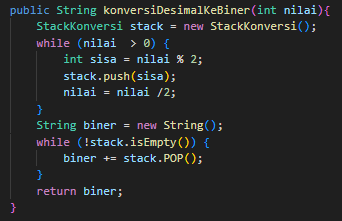 public String konversiDesimalKeBiner(int nilai){
    StackKonversi stack = new StackKonversi();
    while (nilai  > 0) {
        int sisa = nilai % 2;
        stack.push(sisa);
        nilai = nilai /2;
    }
    String biner = new String();
    while (!stack.isEmpty()) {
        biner += stack.POP();
    }
    return biner;
}